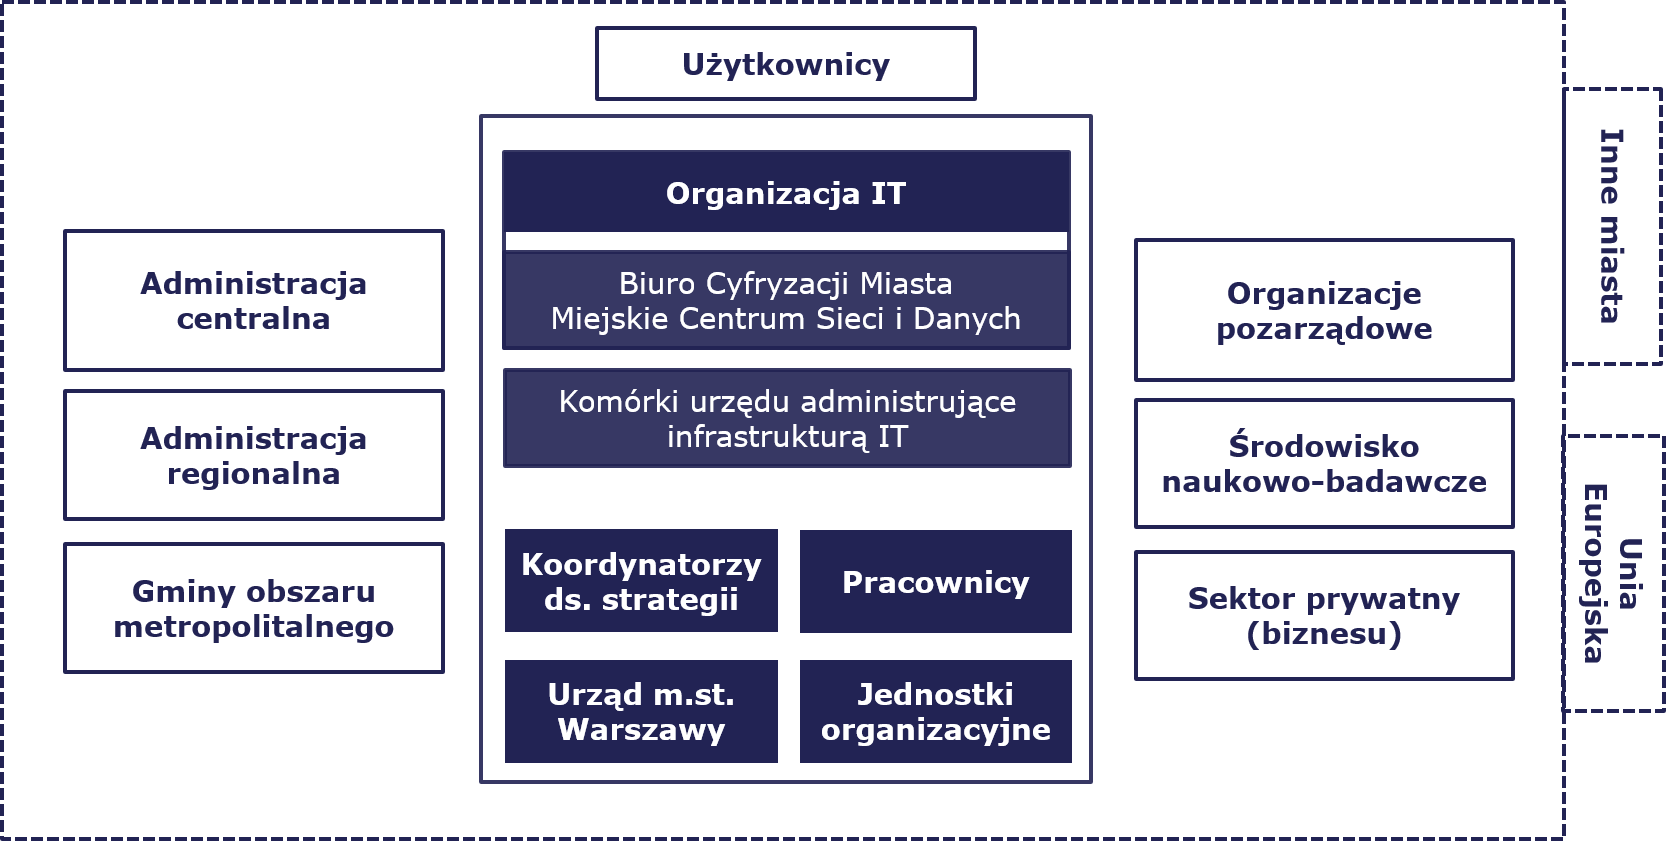 Użytkownicy
Organizacja IT
Biuro Cyfryzacji Miasta
Miejskie Centrum Sieci i Danych
Komórki urzędu administrujące
infrastrukturą IT
Koordynatorzy
ds. strategii
Pracownicy
Urząd m.st.
Warszawy
Jednostki
organizacyjne
Administracja
centralna
Administracja
regionalna
Gminy obszaru
metropolitalnego
Organizacje
pozarządowe
Środowisko
naukowo-badawcze
Sektor prywatny
(biznesu)
Inne miasta
Unia
Europejska